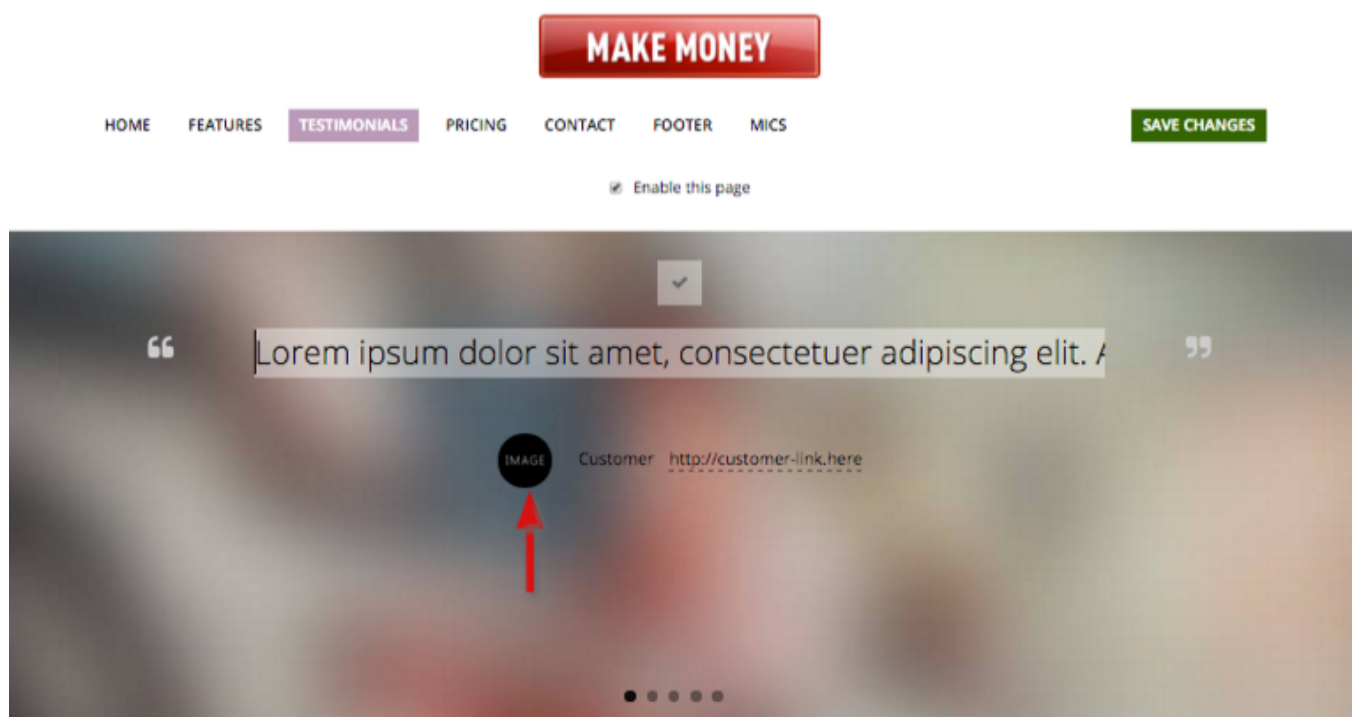 MAKE MONEY
HOME FEATURES TESTIMONIALS PRICING CONTACT FOOTER MICS SAVE CHANGES
Enable this page
“ Lorem ipsum dolor sit amet, consectetuer adipiscing elit. A ”
IMAGE Customer http://customer-link.here